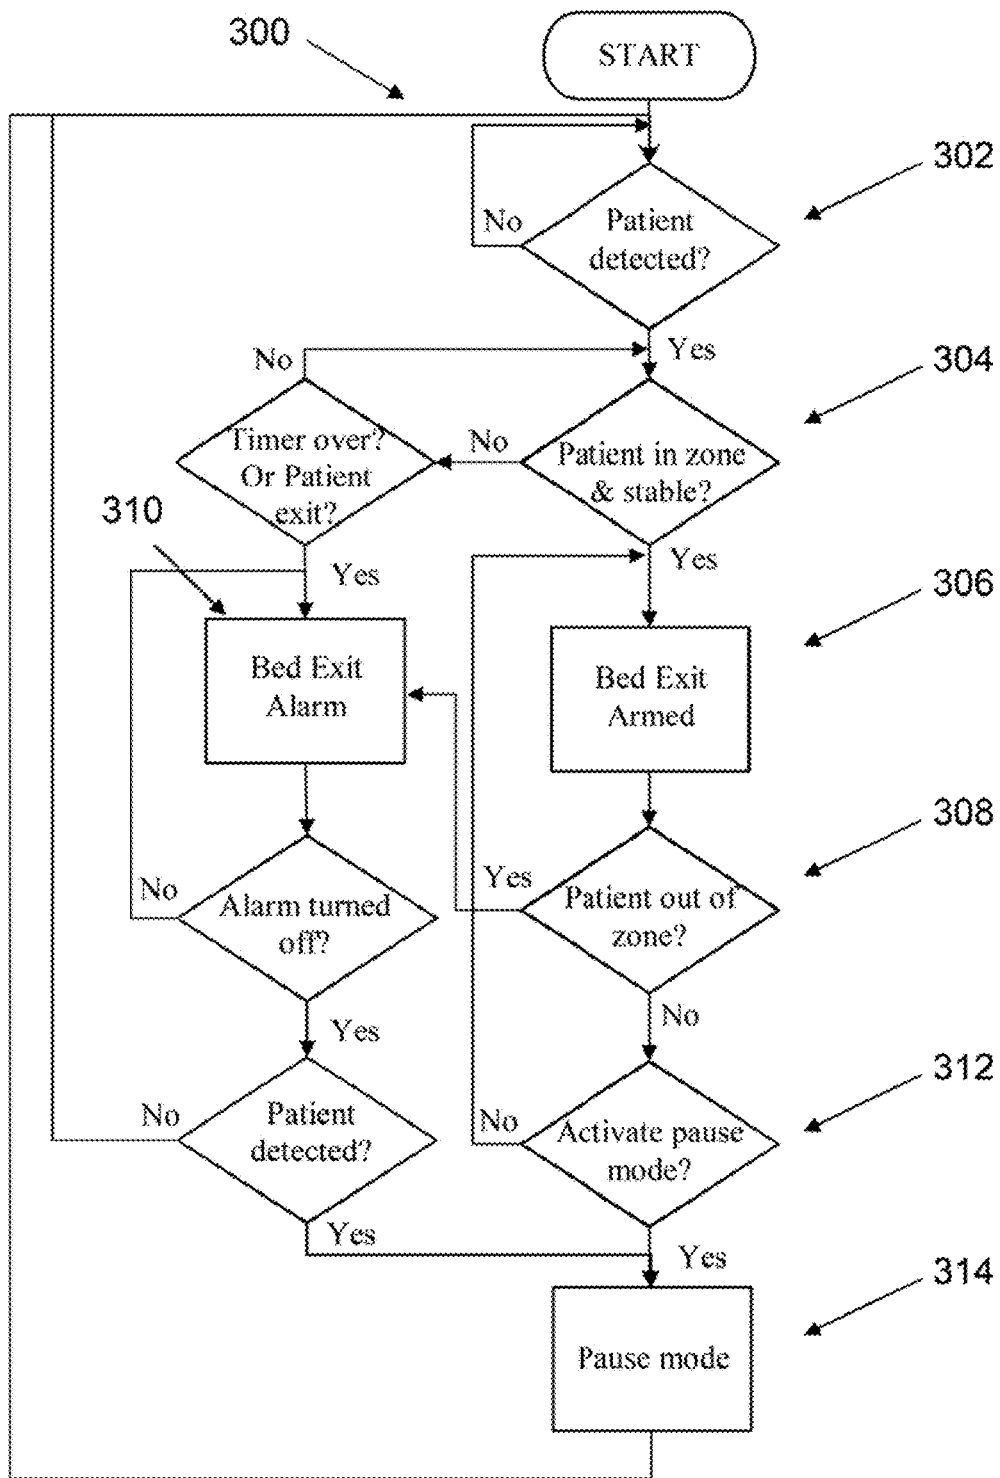 300
START
302
No
Patient
detected?
No
Yes
304
Timer over?
Or Patient
exit?
No
Patient in zone
& stable?
310
Yes
Yes
306
Bed Exit
Alarm
Bed Exit
Armed
308
No
Alarm turned
off?
Yes
Patient out of
zone?
Yes
No
312
No
Patient
detected?
No
Activate pause
mode?
Yes
Yes
314
Pause mode